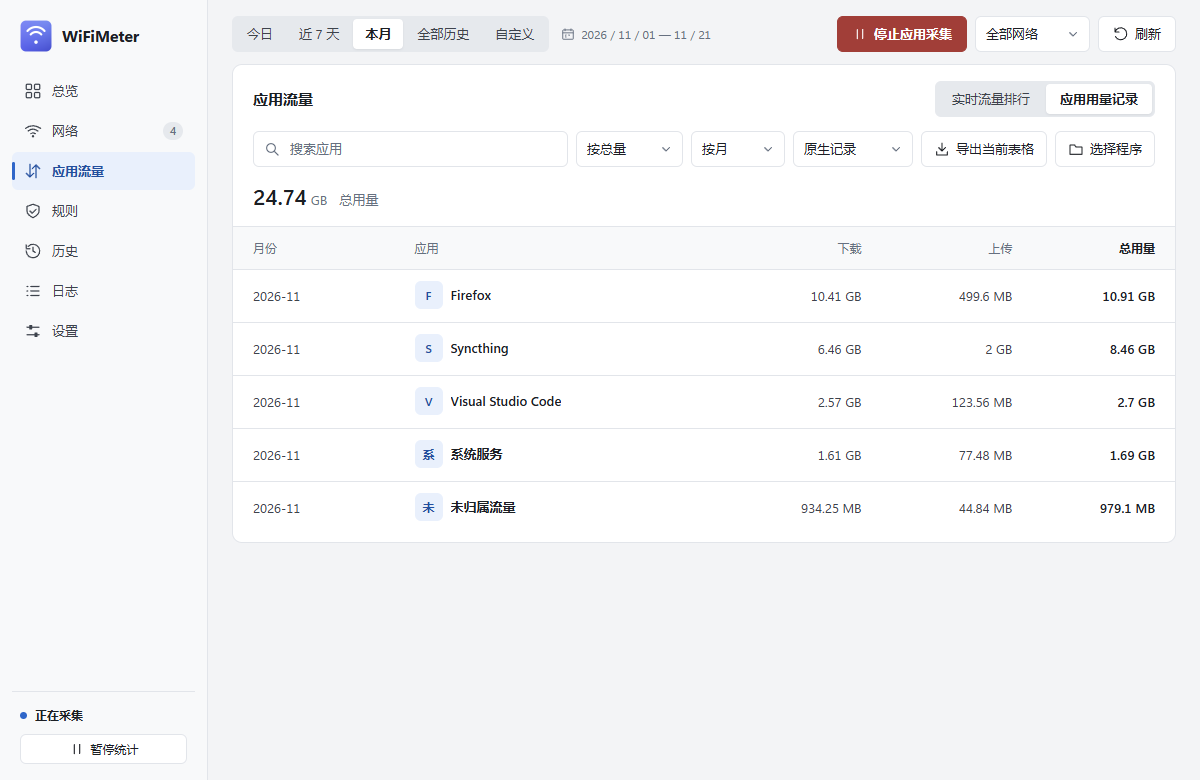 WiFiMeter
总览
网络 4
应用流量
规则
历史
日志
设置
正在采集
暂停统计
今日 近 7 天 本月 全部历史 自定义 2026 / 11 / 01 — 11 / 21 停止应用采集 全部网络 刷新
应用流量 实时流量排行 应用用量记录
搜索应用 按总量 按月 原生记录 导出当前表格 选择程序
24.74 GB 总用量
月份 应用 下载 上传 总用量
2026-11 F Firefox 10.41 GB 499.6 MB 10.91 GB
2026-11 S Syncthing 6.46 GB 2 GB 8.46 GB
2026-11 V Visual Studio Code 2.57 GB 123.56 MB 2.7 GB
2026-11 系 系统服务 1.61 GB 77.48 MB 1.69 GB
2026-11 未 未归属流量 934.25 MB 44.84 MB 979.1 MB